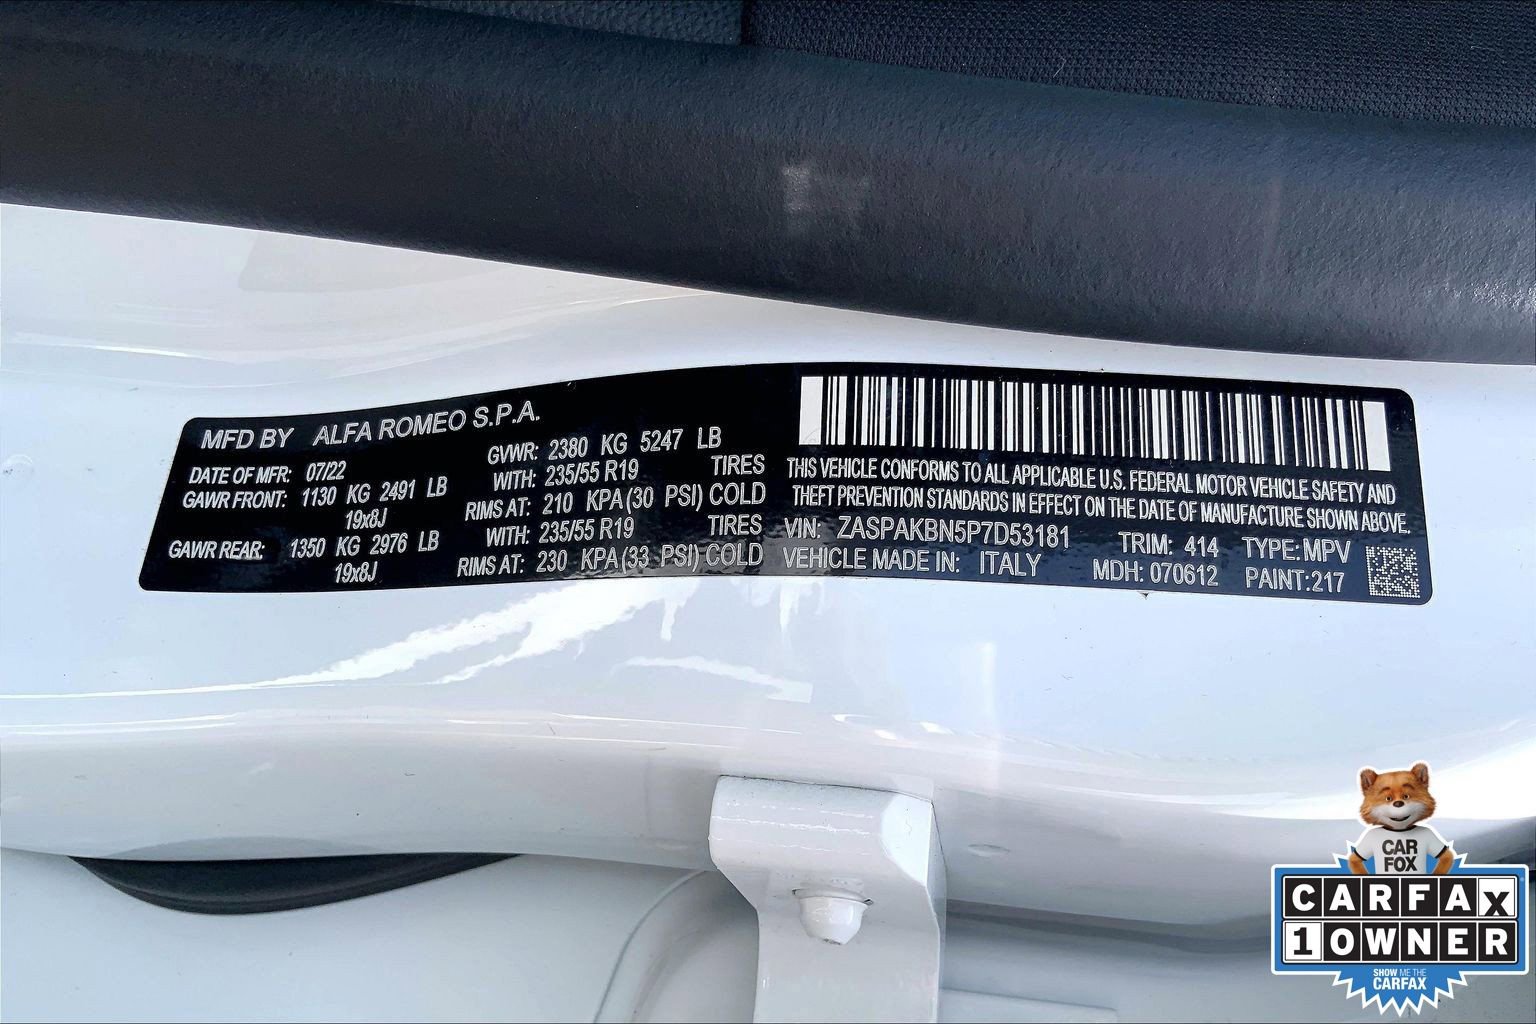 MFD BY ALFA ROMEO S.P.A.
DATE OF MFR: 07/22
GVWR: 2380 KG 5247 LB
GAWR FRONT: 1130 KG 2491 LB
WITH: 235/55 R19 TIRES
19x8J
RIMS AT: 210 KPA(30 PSI) COLD
GAWR REAR: 1350 KG 2976 LB
WITH: 235/55 R19 TIRES
19x8J
RIMS AT: 230 KPA(33 PSI) COLD
THIS VEHICLE CONFORMS TO ALL APPLICABLE U.S. FEDERAL MOTOR VEHICLE SAFETY AND
THEFT PREVENTION STANDARDS IN EFFECT ON THE DATE OF MANUFACTURE SHOWN ABOVE.
VIN: ZASPAKBN5P7D53181 TRIM: 414 TYPE: MPV
VEHICLE MADE IN: ITALY MDH: 070612 PAINT:217
CAR
FOX
CARFAX
1 OWNER
SHOW ME THE
CARFAX